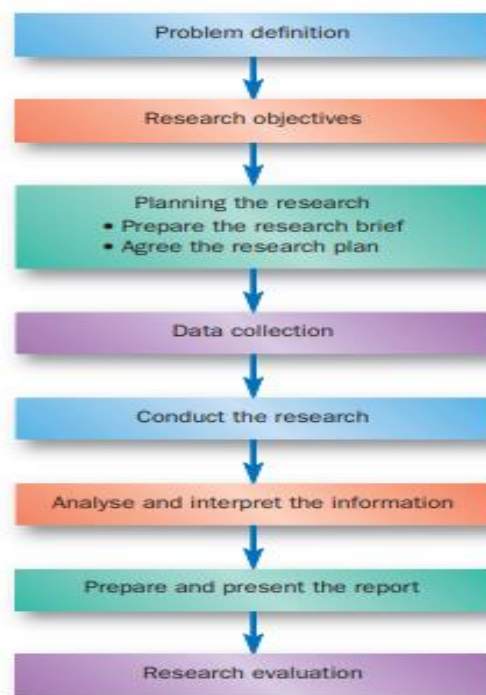 Problem definition
Research objectives
Planning the research
• Prepare the research brief
• Agree the research plan
Data collection
Conduct the research
Analyse and interpret the information
Prepare and present the report
Research evaluation